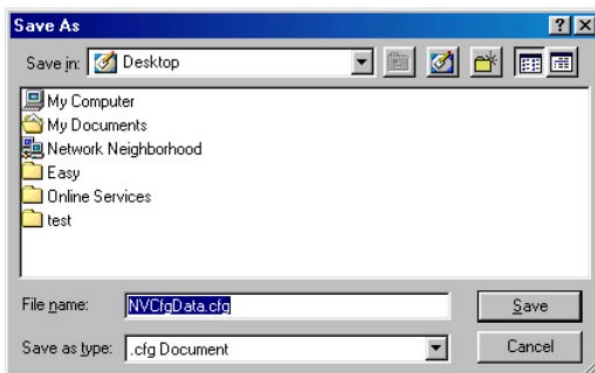 Save As
Save in: Desktop
My Computer
My Documents
Network Neighborhood
Easy
Online Services
test
File name: NVCfgData.cfg Save
Save as type: .cfg Document Cancel